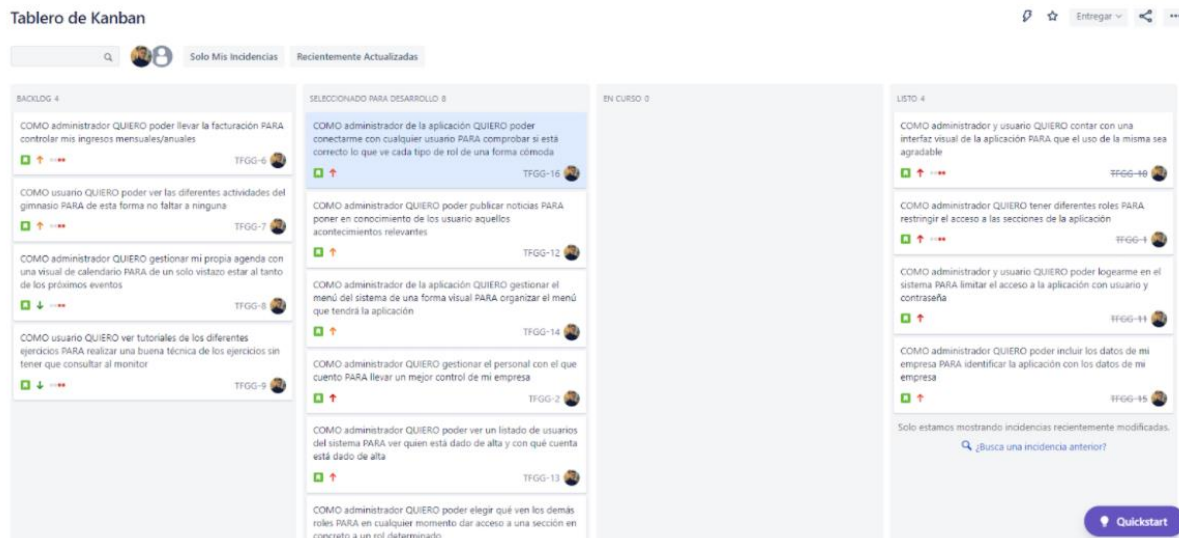 Tablero de Kanban
Entregar
Solo Mis Incidencias
Recientemente Actualizadas
BACKLOG 4
COMO administrador QUIERO poder llevar la facturación PARA
controlar mis ingresos mensuales/anuales
TFGG-6
COMO usuario QUIERO poder ver las diferentes actividades del
gimnasio PARA de esta forma no faltar a ninguna
TFGG-7
COMO administrador QUIERO gestionar mi propia agenda con
una visual de calendario PARA de un solo vistazo estar al tanto
de los próximos eventos
TFGG-8
COMO usuario QUIERO ver tutoriales de los diferentes
ejercicios PARA realizar una buena técnica de los ejercicios sin
tener que consultar al monitor
TFGG-9
SELECCIONADO PARA DESARROLLO 8
COMO administrador de la aplicación QUIERO poder
conectarme con cualquier usuario PARA comprobar si está
correcto lo que ve cada tipo de rol de una forma cómoda
TFGG-16
COMO administrador QUIERO poder publicar noticias PARA
poner en conocimiento de los usuario aquellos
acontecimientos relevantes
TFGG-12
COMO administrador de la aplicación QUIERO gestionar el
menú del sistema de una forma visual PARA organizar el menú
que tendrá la aplicación
TFGG-14
COMO administrador QUIERO gestionar el personal con el que
cuento PARA llevar un mejor control de mi empresa
TFGG-2
COMO administrador QUIERO poder ver un listado de usuarios
del sistema PARA ver quien está dado de alta y con qué cuenta
está dado de alta
TFGG-13
COMO administrador QUIERO poder elegir qué ven los demás
roles PARA en cualquier momento dar acceso a una sección en
concreto a un rol determinado
EN CURSO 0
LISTO 4
COMO administrador y usuario QUIERO contar con una
interfaz visual de la aplicación PARA que el uso de la misma sea
agradable
TFGG-10
COMO administrador QUIERO tener diferentes roles PARA
restringir el acceso a las secciones de la aplicación
TFGG-1
COMO administrador y usuario QUIERO poder logearme en el
sistema PARA limitar el acceso a la aplicación con usuario y
contraseña
TFGG-11
COMO administrador QUIERO poder incluir los datos de mi
empresa PARA identificar la aplicación con los datos de mi
empresa
TFGG-15
Solo estamos mostrando incidencias recientemente modificadas.
¿Busca una incidencia anterior?
Quickstart